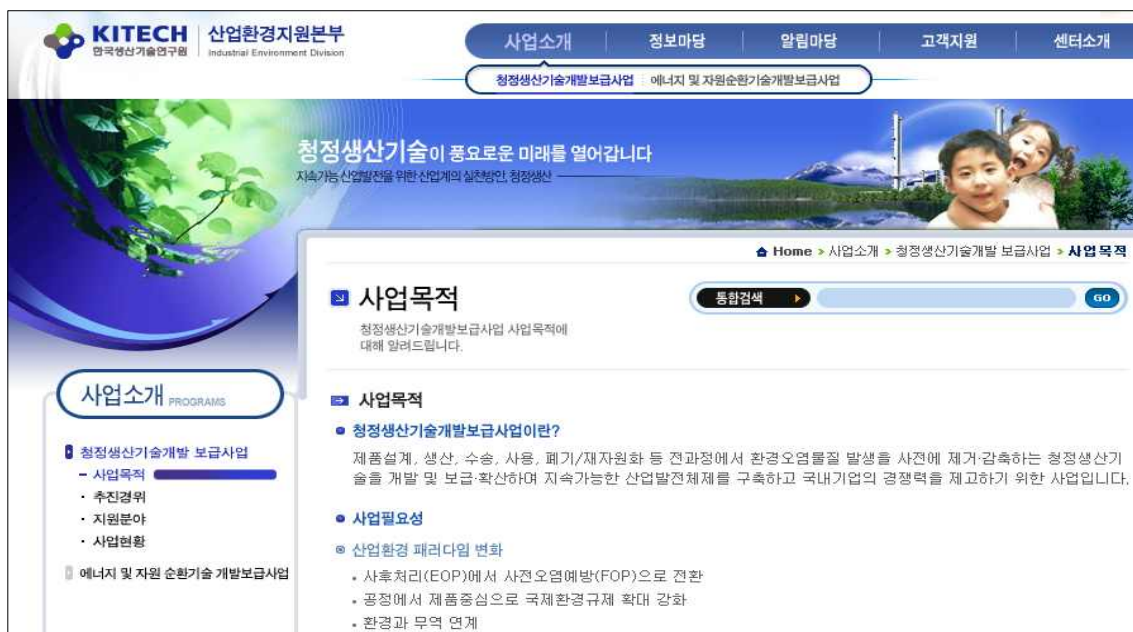 KITECH 산업환경지원본부
한국생산기술연구원 Industrial Environment Division
사업소개 정보마당 알림마당 고객지원 센터소개
청정생산기술개발보급사업 에너지 및 자원순환기술개발보급사업
청정생산기술이 풍요로운 미래를 열어갑니다
지속가능 산업발전을 위한 산업계의 실천방안, 청정생산
Home > 사업소개 > 청정생산기술개발 보급사업 > 사업목적
사업목적
통합검색 GO
청정생산기술개발보급사업 사업목적에
대해 알려드립니다.
사업소개 PROGRAMS
청정생산기술개발 보급사업
- 사업목적
· 추진경위
· 지원분야
· 사업현황
에너지 및 자원 순환기술 개발보급사업
사업목적
청정생산기술개발보급사업이란?
제품설계, 생산, 수송, 사용, 폐기/재자원화 등 전과정에서 환경오염물질 발생을 사전에 제거·감축하는 청정생산기
술을 개발 및 보급·확산하며 지속가능한 산업발전체제를 구축하고 국내기업의 경쟁력을 제고하기 위한 사업입니다.
사업필요성
산업환경 패러다임 변화
• 사후처리(EOP)에서 사전오염예방(FOP)으로 전환
• 공정에서 제품중심으로 국제환경규제 확대 강화
• 환경과 무역 연계